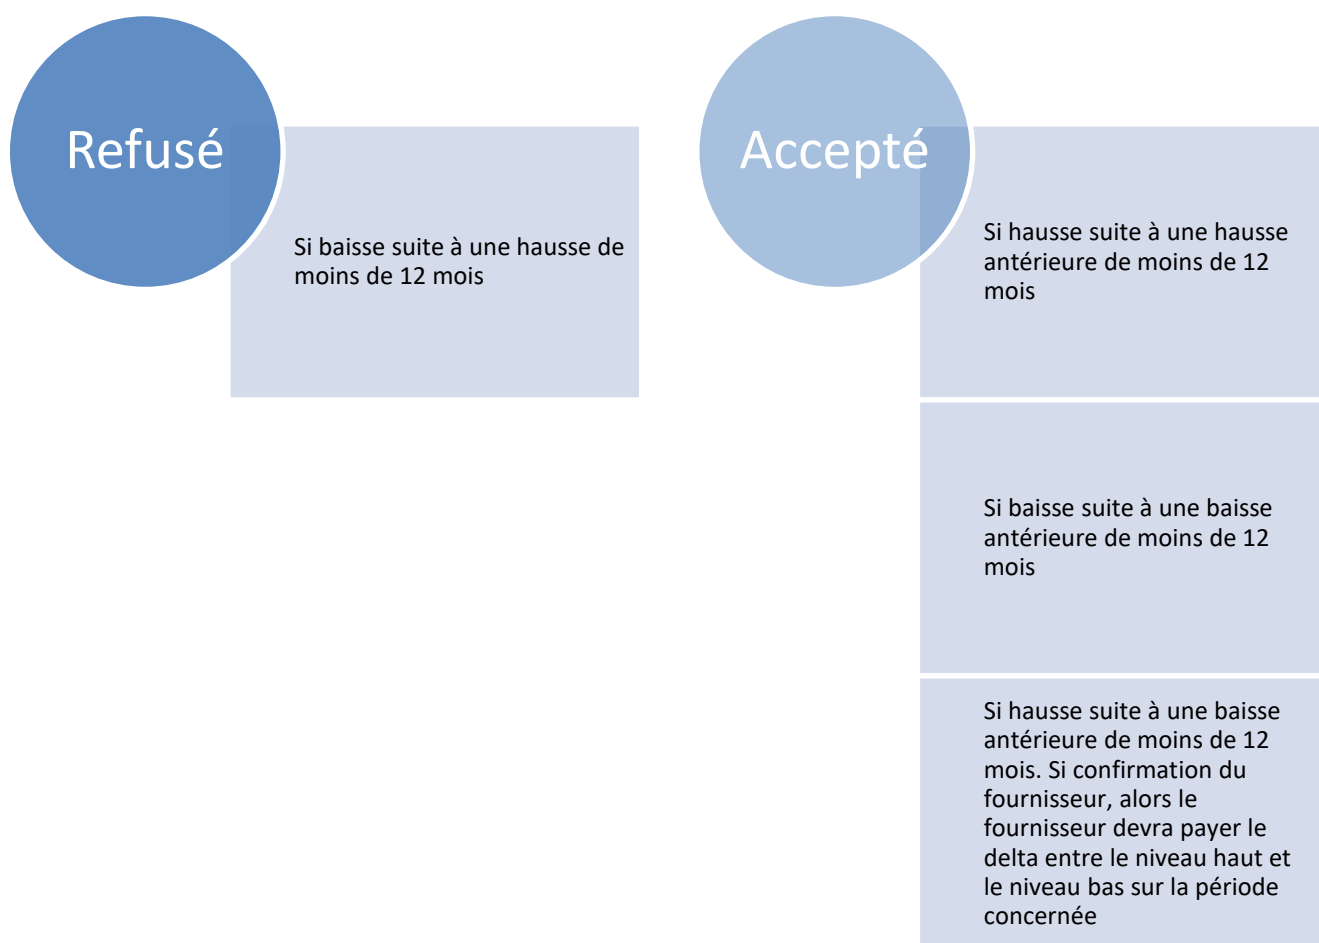 Refusé
Si baisse suite à une hausse de
moins de 12 mois
Accepté
Si hausse suite à une hausse
antérieure de moins de 12
mois
Si baisse suite à une baisse
antérieure de moins de 12
mois
Si hausse suite à une baisse
antérieure de moins de 12
mois. Si confirmation du
fournisseur, alors le
fournisseur devra payer le
delta entre le niveau haut et
le niveau bas sur la période
concernée